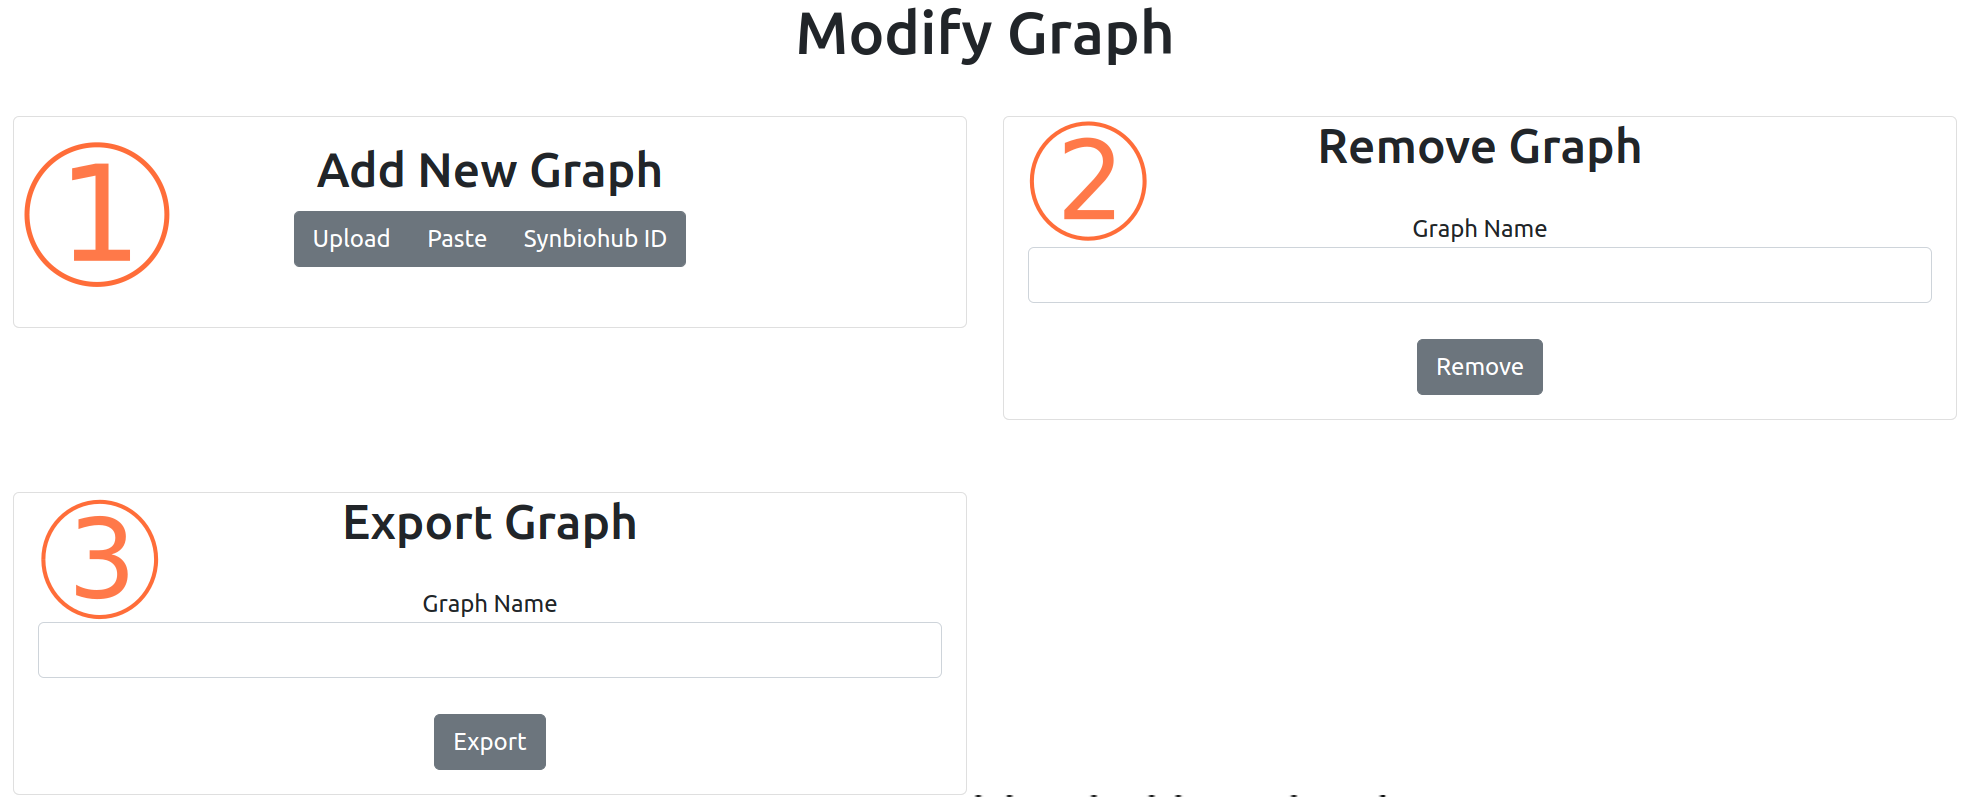 Modify Graph
1
Add New Graph
Upload Paste Synbiohub ID
2
Remove Graph
Graph Name
Remove
3
Export Graph
Graph Name
Export